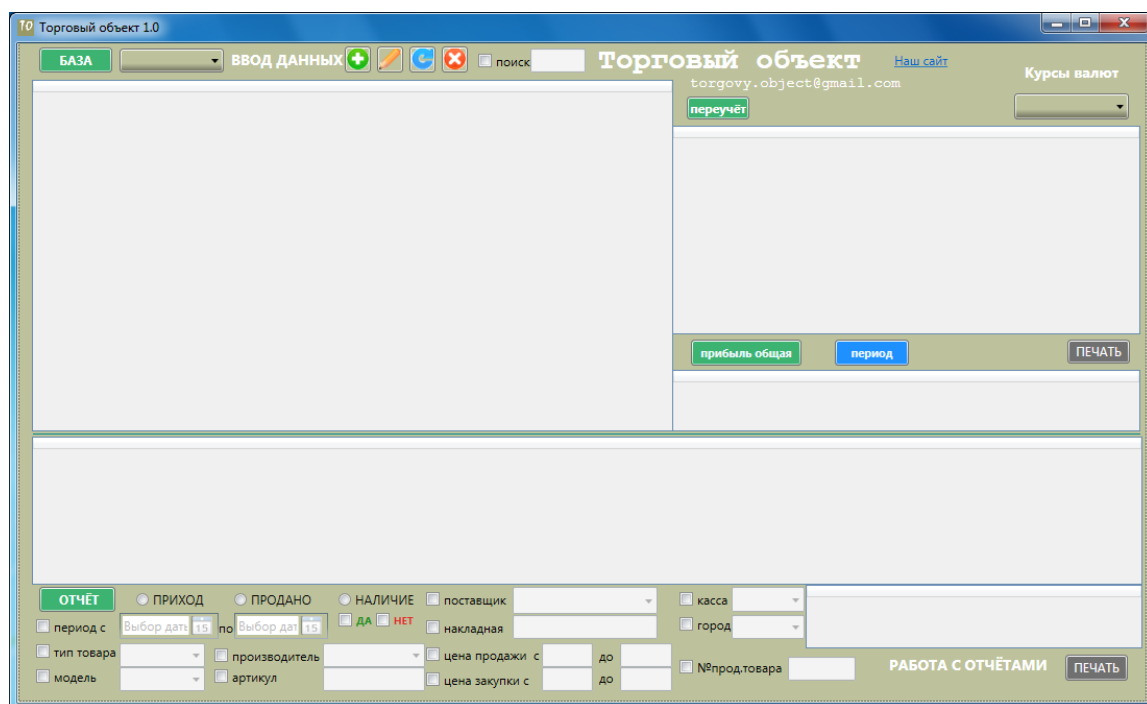 TO Торговый объект 1.0
БАЗА ВВОД ДАННЫХ поиск Торговый объект Наш сайт
torgovy.object@gmail.com Курсы валют
переучёт
прибыль общая период ПЕЧАТЬ
ОТЧЁТ ПРИХОД ПРОДАНО НАЛИЧИЕ поставщик касса
период с Выбор дать 15 по Выбор дат 15 ДА НЕТ накладная город
тип товара производитель цена продажи с до
модель артикул цена закупки с до №прод.товара РАБОТА С ОТЧЁТАМИ ПЕЧАТЬ